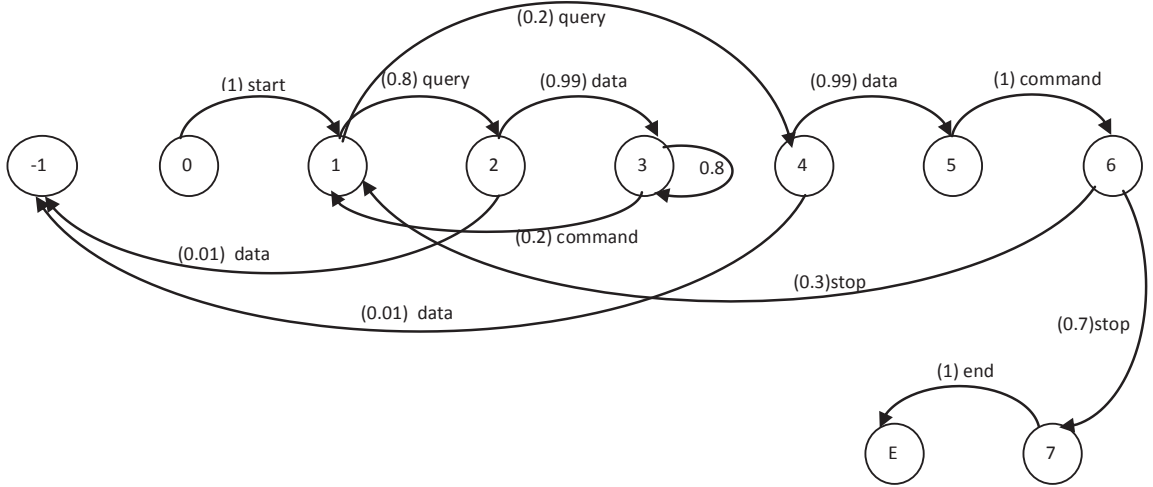 (0.2) query
(1) start
(0.8) query
(0.99) data
(0.99) data
(1) command
-1
0
1
2
3
0.8
4
5
6
(0.01) data
(0.2) command
(0.3)stop
(0.01) data
(0.7)stop
(1) end
E
7